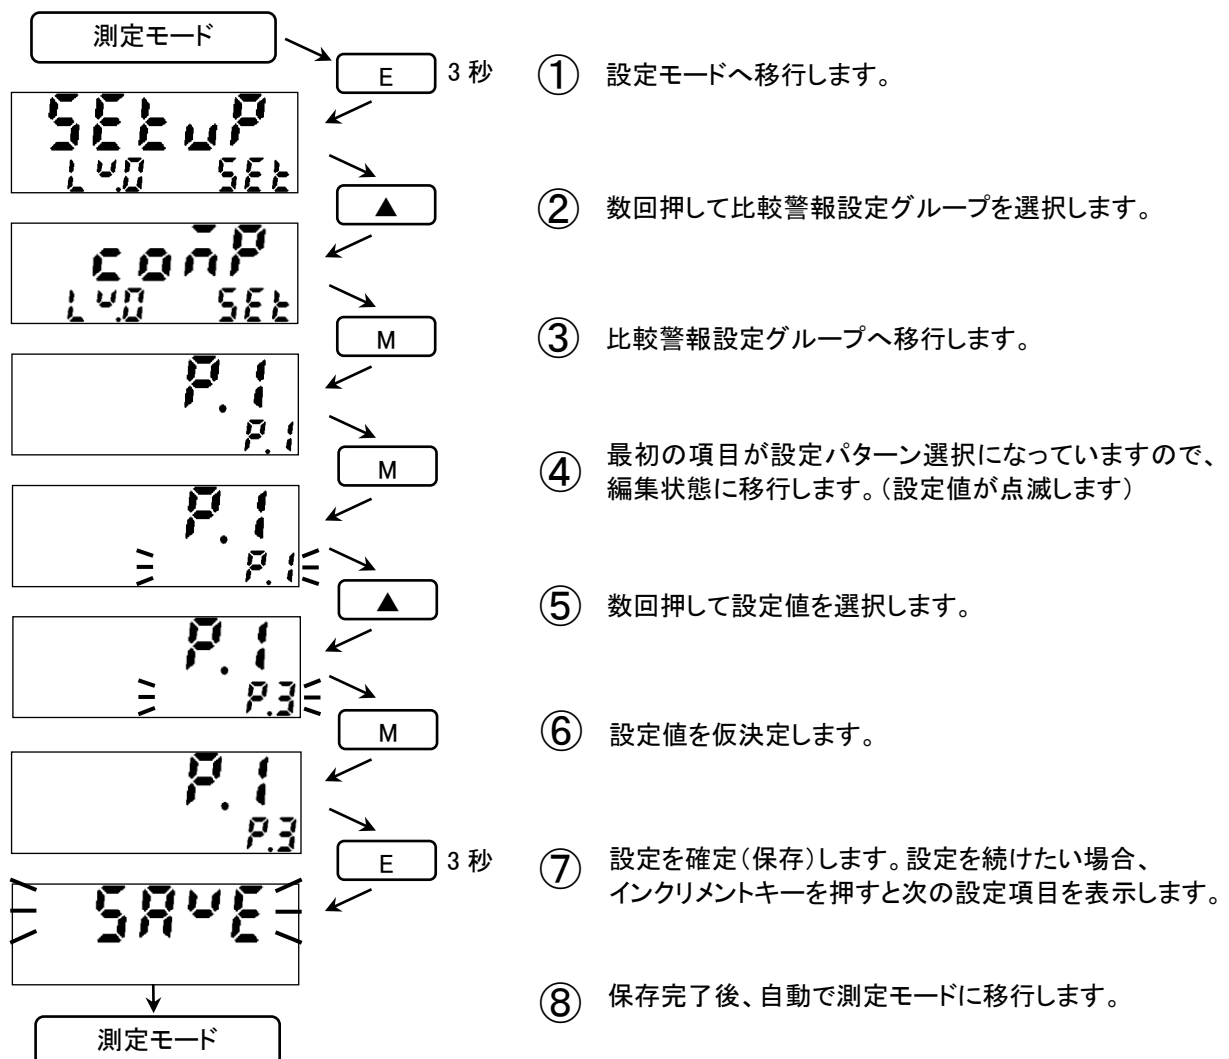 測定モード
E 3 秒 ① 設定モードへ移行します。
SEtuP
Lv.0 SEt
▲ ② 数回押して比較警報設定グループを選択します。
comP
Lv.0 SEt
M ③ 比較警報設定グループへ移行します。
P. 1
P. 1
M ④ 最初の項目が設定パターン選択になっていますので、
編集状態に移行します。(設定値が点滅します)
P. 1
P. 1
▲ ⑤ 数回押して設定値を選択します。
P. 1
P.3
M ⑥ 設定値を仮決定します。
P. 1
P.3
E 3 秒 ⑦ 設定を確定(保存)します。設定を続けたい場合、
インクリメントキーを押すと次の設定項目を表示します。
SAvE
⑧ 保存完了後、自動で測定モードに移行します。
測定モード